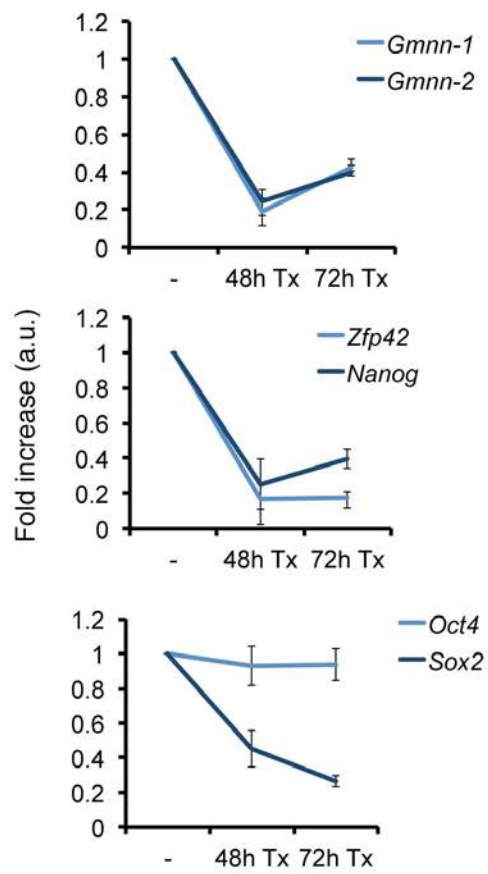 1.2
1
0.8
0.6
0.4
0.2
0
Gmnn-1
Gmnn-2
- 48h Tx 72h Tx
Fold increase (a.u.)
1.2
1
0.8
0.6
0.4
0.2
0
Zfp42
Nanog
- 48h Tx 72h Tx
1.2
1
0.8
0.6
0.4
0.2
0
Oct4
Sox2
- 48h Tx 72h Tx